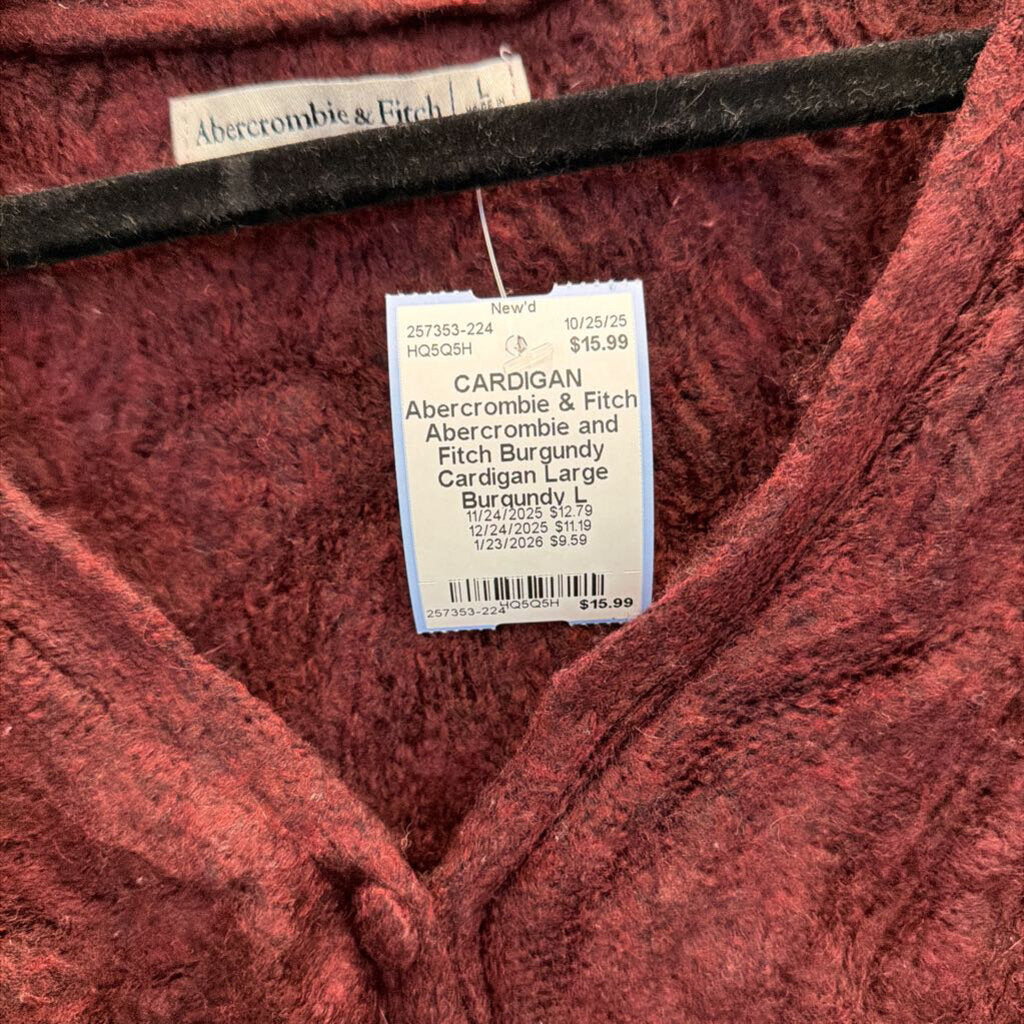 Abercrombie & Fitch L
MADE IN
New'd
257353-224 10/25/25
HQ5Q5H $15.99
CARDIGAN
Abercrombie & Fitch
Abercrombie and
Fitch Burgundy
Cardigan Large
Burgundy L
11/24/2025 $12.79
12/24/2025 $11.19
1/23/2026 $9.59
257353-224 HQ5Q5H $15.99